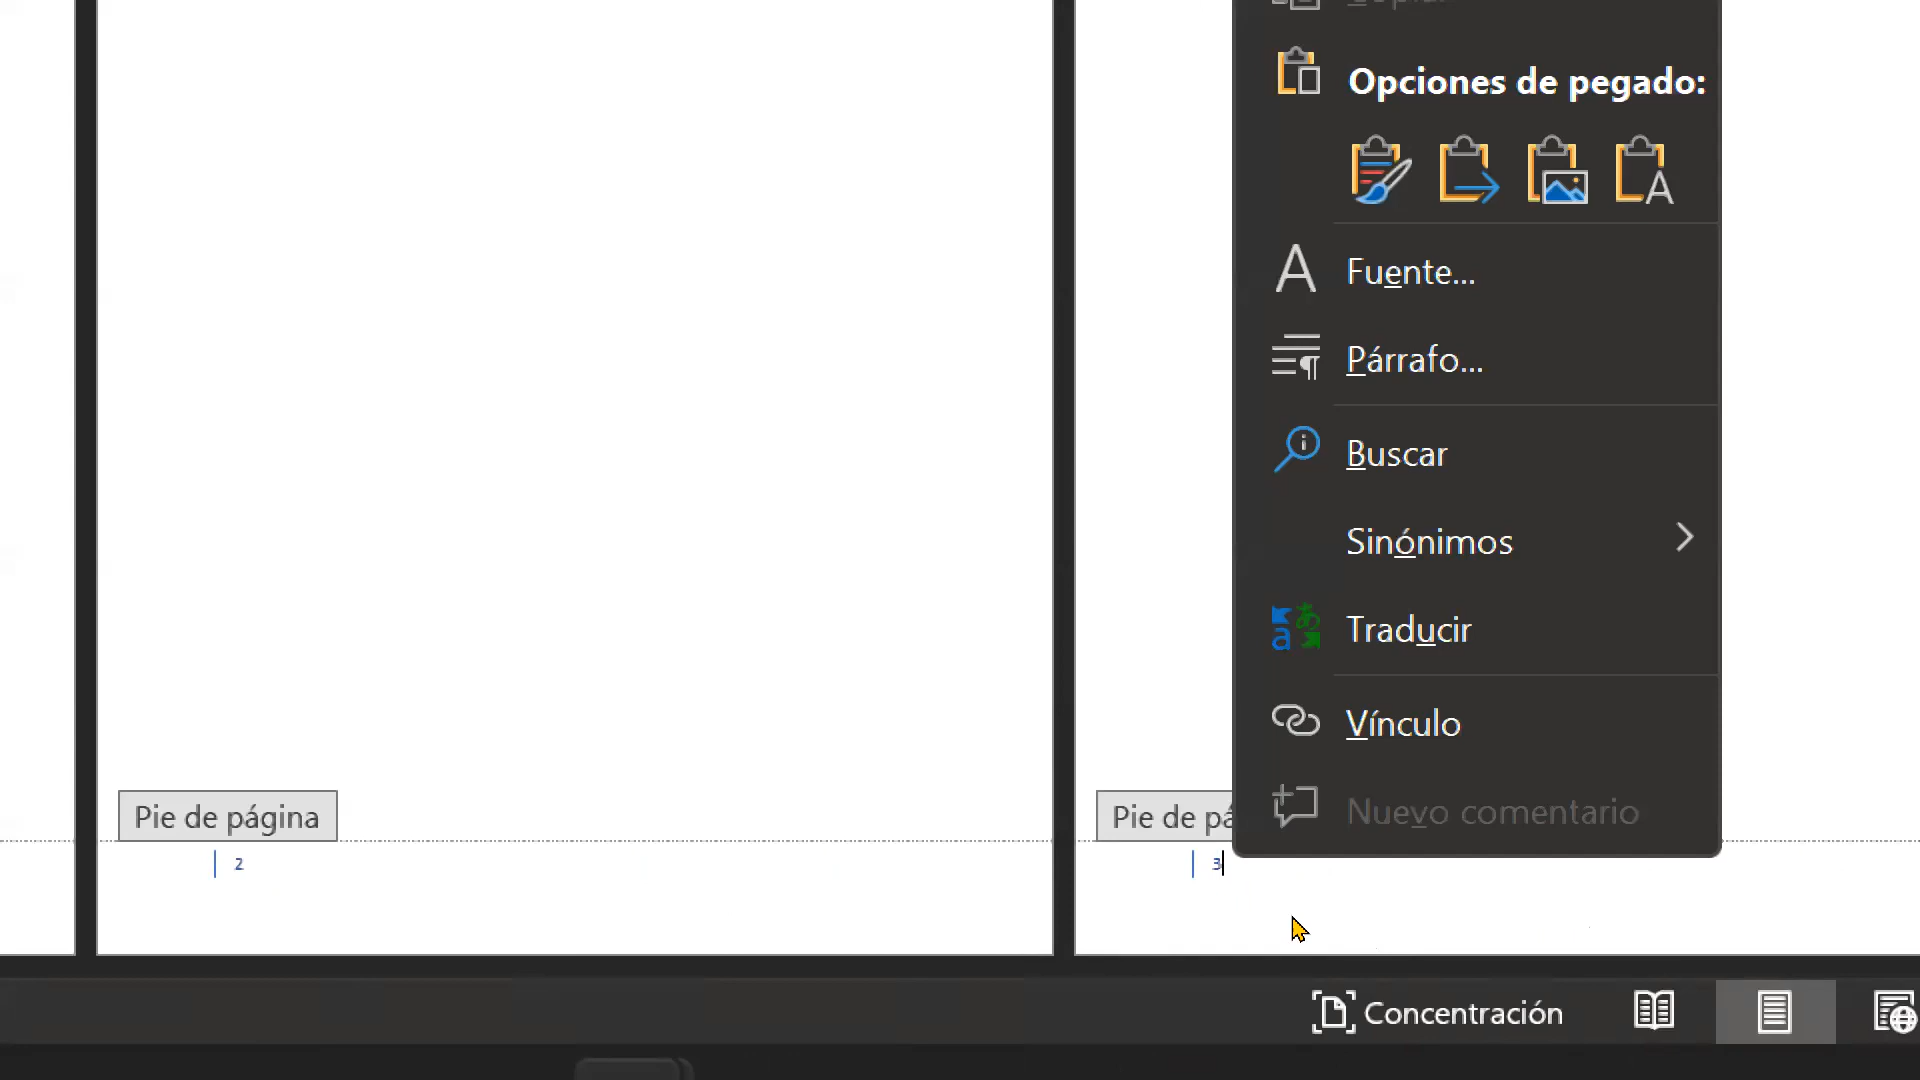 Opciones de pegado:
Fuente...
Párrafo...
Buscar
Sinónimos
Traducir
Vínculo
Nuevo comentario
Pie de página
Pie de pá
2
3
Concentración